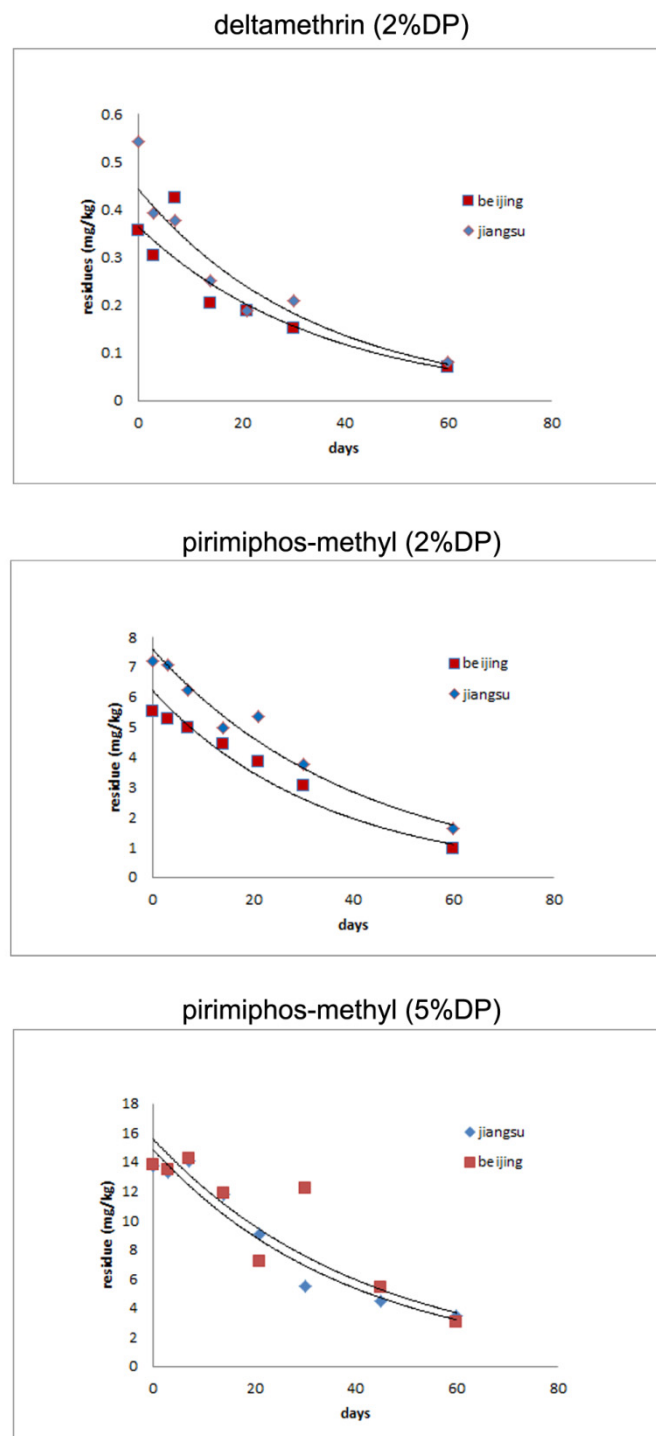 deltamethrin (2%DP)
0.6
0.5
0.4
0.3
0.2
0.1
0
residues (mg/kg)
beijing
jiangsu
0
20
40
60
80
days
pirimiphos-methyl (2%DP)
8
7
6
5
4
3
2
1
0
residue (mg/kg)
beijing
jiangsu
0
20
40
60
80
days
pirimiphos-methyl (5%DP)
18
16
14
12
10
8
6
4
2
0
residue (mg/kg)
jiangsu
beijing
0
20
40
60
80
days